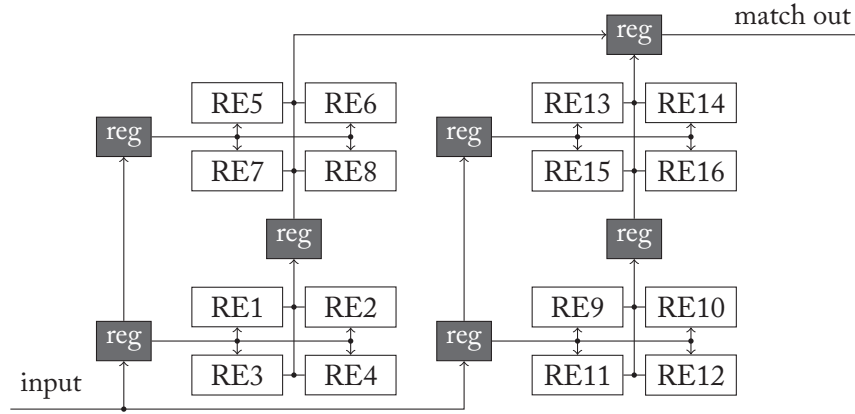 reg match out
RE5 RE6 RE13 RE14
reg reg
RE7 RE8 RE15 RE16
reg reg
RE1 RE2 RE9 RE10
reg reg
RE3 RE4 RE11 RE12
input